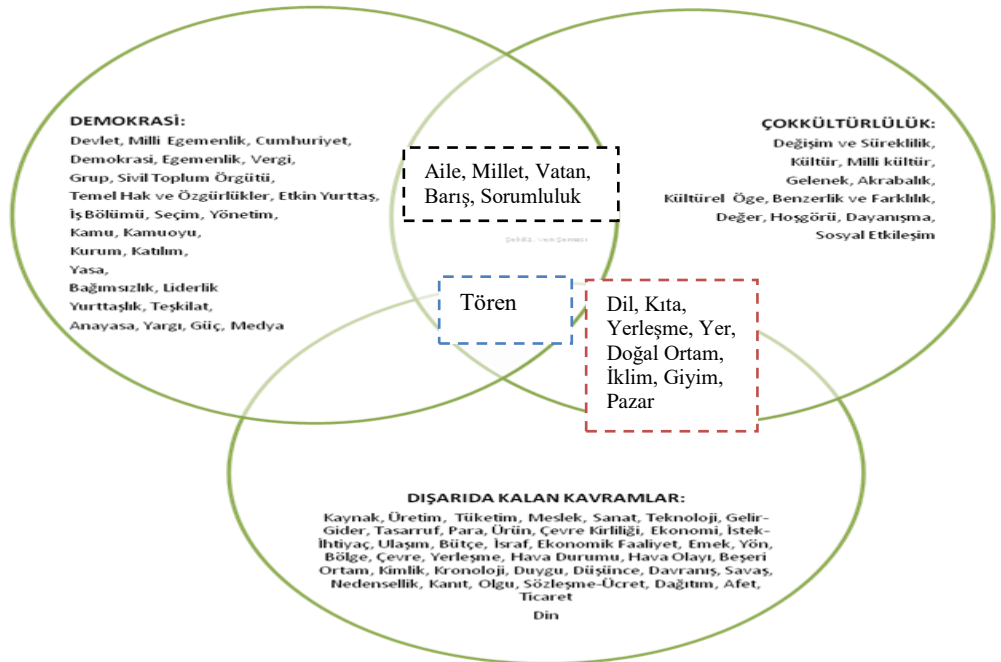 DEMOKRASİ:
Devlet, Milli Egemenlik, Cumhuriyet,
Demokrasi, Egemenlik, Vergi,
Grup, Sivil Toplum Örgütü,
Temel Hak ve Özgürlükler, Etkin Yurttaş,
İş Bölümü, Seçim, Yönetim,
Kamu, Kamuoyu,
Kurum, Katılım,
Yasa,
Bağımsızlık, Liderlik
Yurttaşlık, Teşkilat,
Anayasa, Yargı, Güç, Medya
Aile, Millet, Vatan,
Barış, Sorumluluk
ÇOKKÜLTÜRLÜLÜK:
Değişim ve Süreklilik,
Kültür, Milli kültür,
Gelenek, Akrabalık,
Kültürel Öge, Benzerlik ve Farklılık,
Değer, Hoşgörü, Dayanışma,
Sosyal Etkileşim
Tören
Dil, Kıta,
Yerleşme, Yer,
Doğal Ortam,
İklim, Giyim,
Pazar
DIŞARIDA KALAN KAVRAMLAR:
Kaynak, Üretim, Tüketim, Meslek, Sanat, Teknoloji, Gelir-
Gider, Tasarruf, Para, Ürün, Çevre Kirliliği, Ekonomi, İstek-
İhtiyaç, Ulaşım, Bütçe, İsraf, Ekonomik Faaliyet, Emek, Yön,
Bölge, Çevre, Yerleşme, Hava Durumu, Hava Olayı, Beşeri
Ortam, Kimlik, Kronoloji, Duygu, Düşünce, Davranış, Savaş,
Nedensellik, Kanıt, Olgu, Sözleşme-Ücret, Dağıtım, Afet,
Ticaret
Din